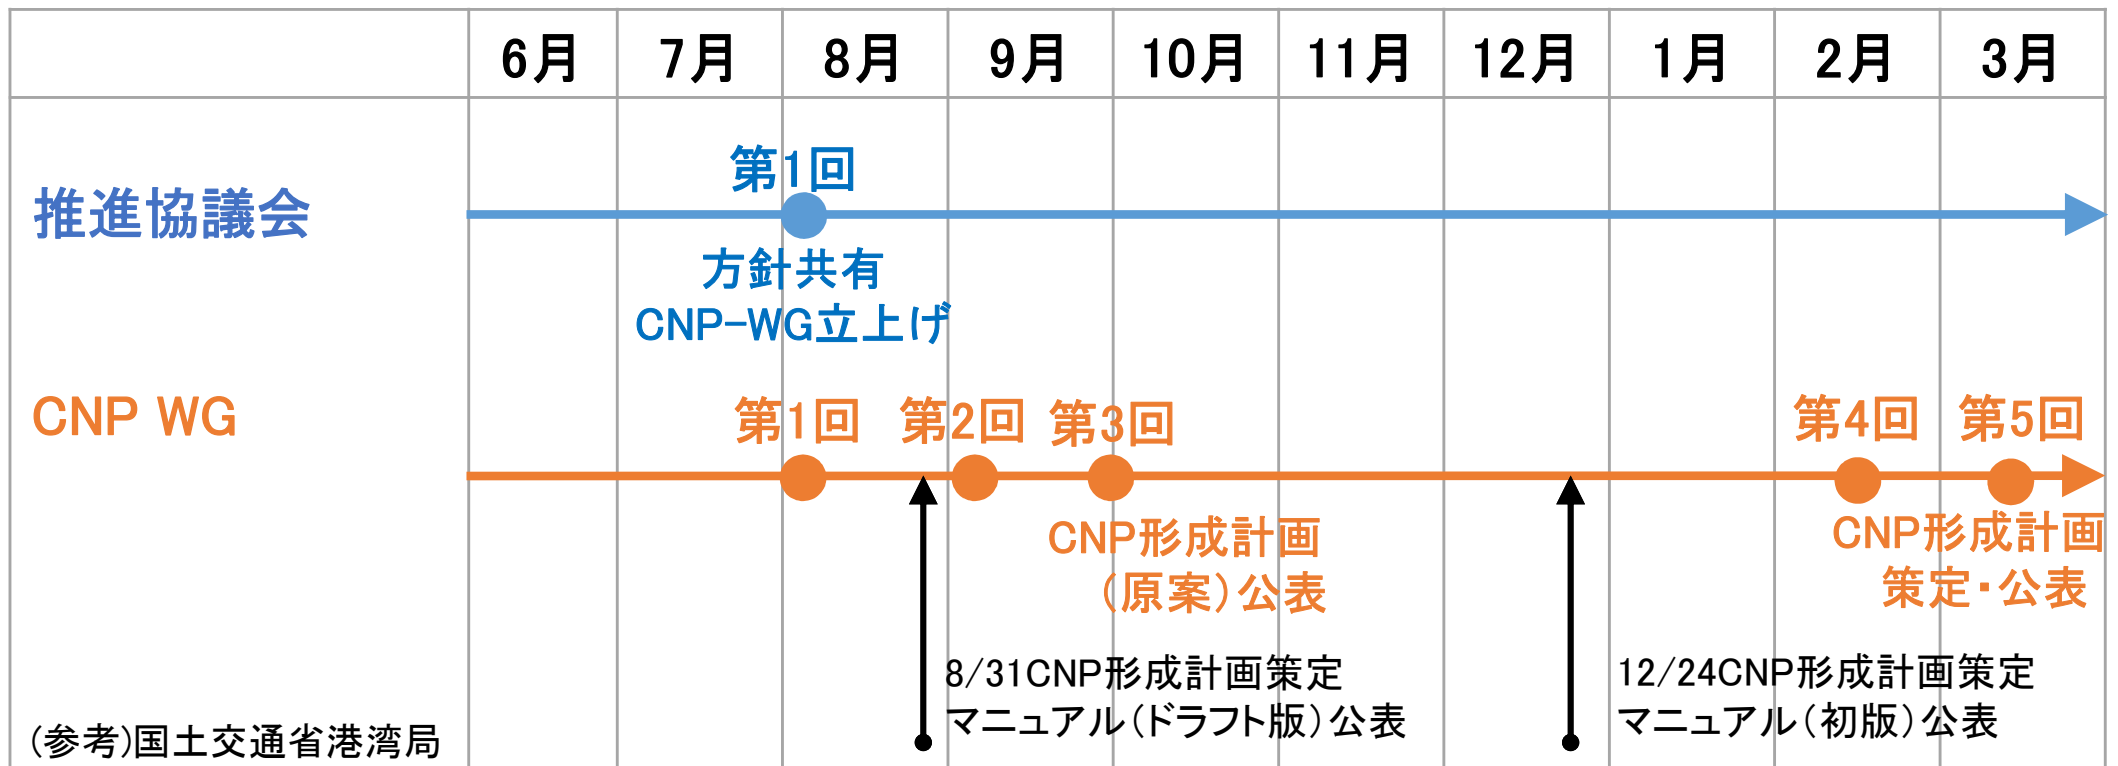 6月 7月 8月 9月 10月 11月 12月 1月 2月 3月
推進協議会
第1回
方針共有
CNP-WG立上げ
CNP WG
第1回 第2回 第3回 第4回 第5回
CNP形成計画
(原案)公表
CNP形成計画
策定・公表
8/31CNP形成計画策定
マニュアル(ドラフト版)公表
12/24CNP形成計画策定
マニュアル(初版)公表
(参考)国土交通省港湾局